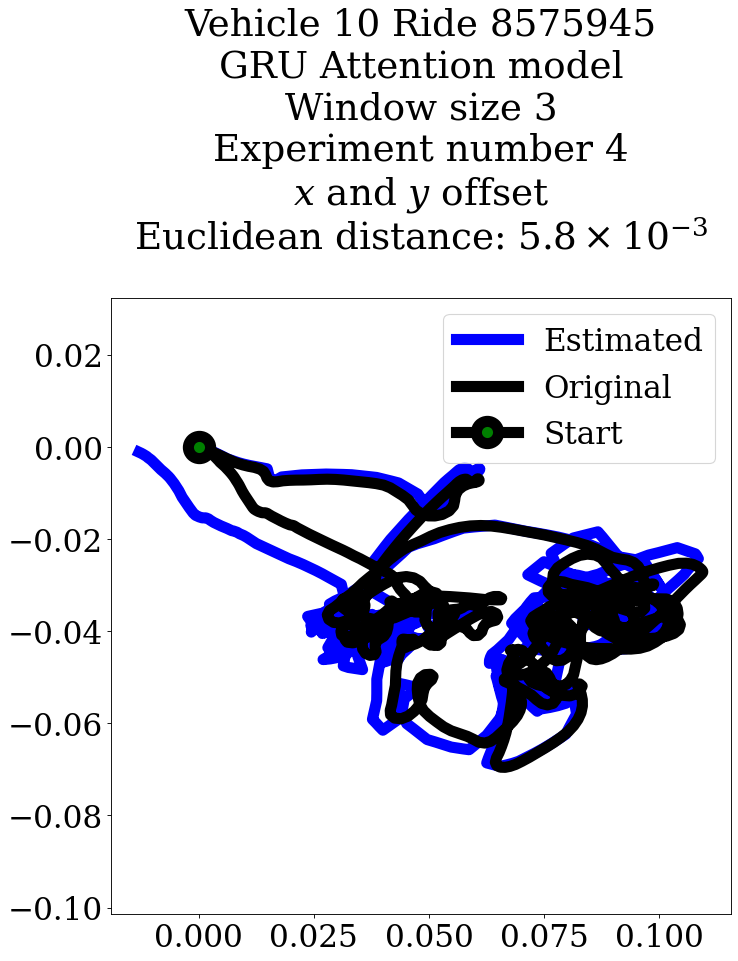 Vehicle 10 Ride 8575945
GRU Attention model
Window size 3
Experiment number 4
x and y offset
Euclidean distance: 5.8 × 10⁻³
Estimated
Original
Start
0.02
0.00
−0.02
−0.04
−0.06
−0.08
−0.10
0.000 0.025 0.050 0.075 0.100